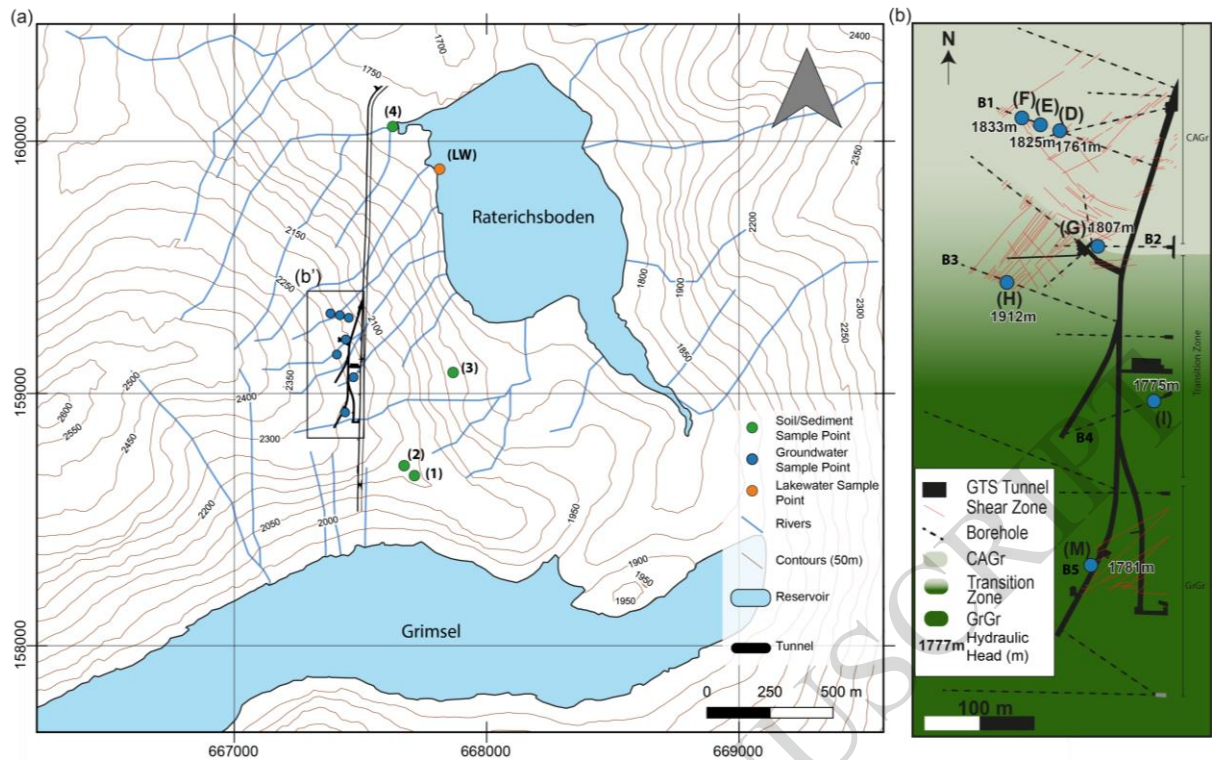 (a)
2400
1700
1750
(4)
2350
160000
(LW)
2150
Raterichsboden
2200
(b')
2250
1800
1900
2300
2250
2100
1850
2500
(3)
2350
159000
2400
2600
2550
2450
2300
(2)
(1)
2200
2050
2000
1950
1900
1950
1950
Grimsel
158000
Soil/Sediment
Sample Point
Groundwater
Sample Point
Lakewater Sample
Point
Rivers
Contours (50m)
Reservoir
Tunnel
0 250 500 m
667000 668000 669000
(b)
N
B1
(F)
(E)
(D)
1833m
1825m
1761m
CAGr
(G)
1807m
B2
B3
(H)
1912m
Transition Zone
1775m
(I)
B4
GTS Tunnel
Shear Zone
Borehole
CAGr
Transition
Zone
GrGr
1777m Hydraulic
Head (m)
(M)
1781m
B5
GrGr
100 m
USCRIPT